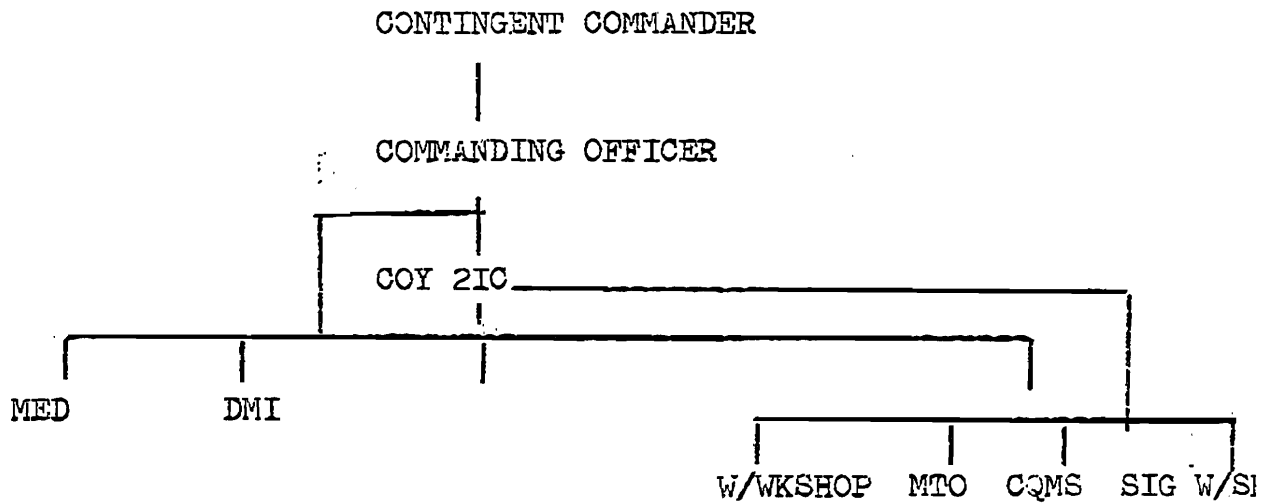 CONTINGENT COMMANDER
COMMANDING OFFICER
COY 2IC
MED DMI
W/WKSHOP MTO CQMS SIG